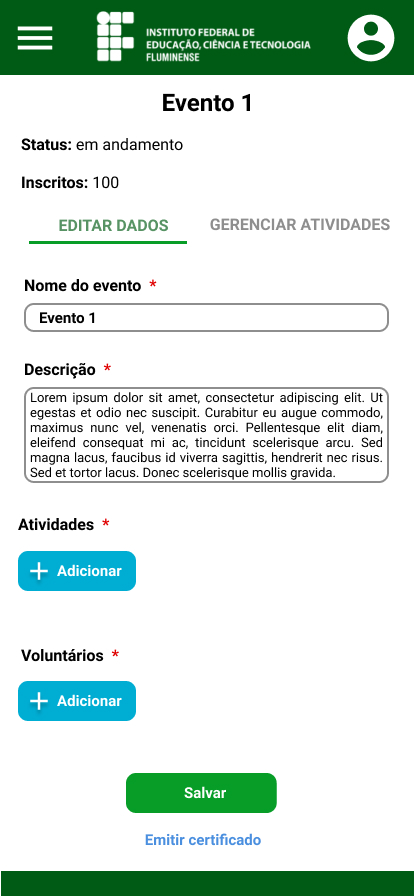 INSTITUTO FEDERAL DE
EDUCAÇÃO, CIÊNCIA E TECNOLOGIA
FLUMINENSE
Evento 1
Status: em andamento
Inscritos: 100
EDITAR DADOS
GERENCIAR ATIVIDADES
Nome do evento *
Evento 1
Descrição *
Lorem ipsum dolor sit amet, consectetur adipiscing elit. Ut
egestas et odio nec suscipit. Curabitur eu augue commodo,
maximus nunc vel, venenatis orci. Pellentesque elit diam,
eleifend consequat mi ac, tincidunt scelerisque arcu. Sed
magna lacus, faucibus id viverra sagittis, hendrerit nec risus.
Sed et tortor lacus. Donec scelerisque mollis gravida.
Atividades *
Adicionar
Voluntários *
Adicionar
Salvar
Emitir certificado